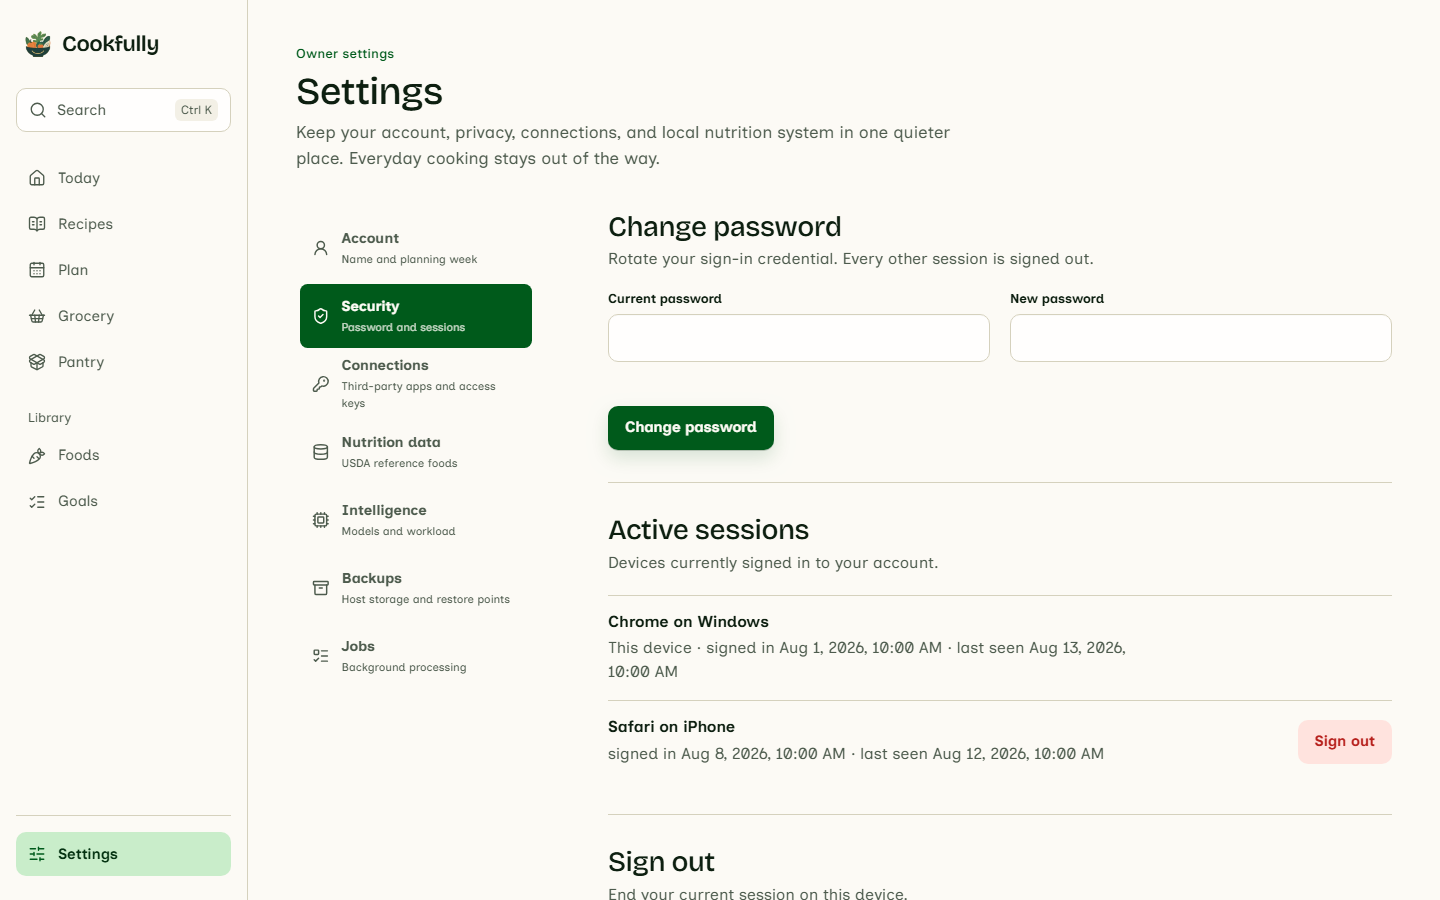 Cookfully
Search
Ctrl K
Today
Recipes
Plan
Grocery
Pantry
Library
Foods
Goals
Settings
Owner settings
Settings
Keep your account, privacy, connections, and local nutrition system in one quieter
place. Everyday cooking stays out of the way.
Account
Name and planning week
Security
Password and sessions
Connections
Third-party apps and access
keys
Nutrition data
USDA reference foods
Intelligence
Models and workload
Backups
Host storage and restore points
Jobs
Background processing
Change password
Rotate your sign-in credential. Every other session is signed out.
Current password
New password
Change password
Active sessions
Devices currently signed in to your account.
Chrome on Windows
This device · signed in Aug 1, 2026, 10:00 AM · last seen Aug 13, 2026,
10:00 AM
Safari on iPhone
signed in Aug 8, 2026, 10:00 AM · last seen Aug 12, 2026, 10:00 AM
Sign out
Sign out
End your current session on this device.